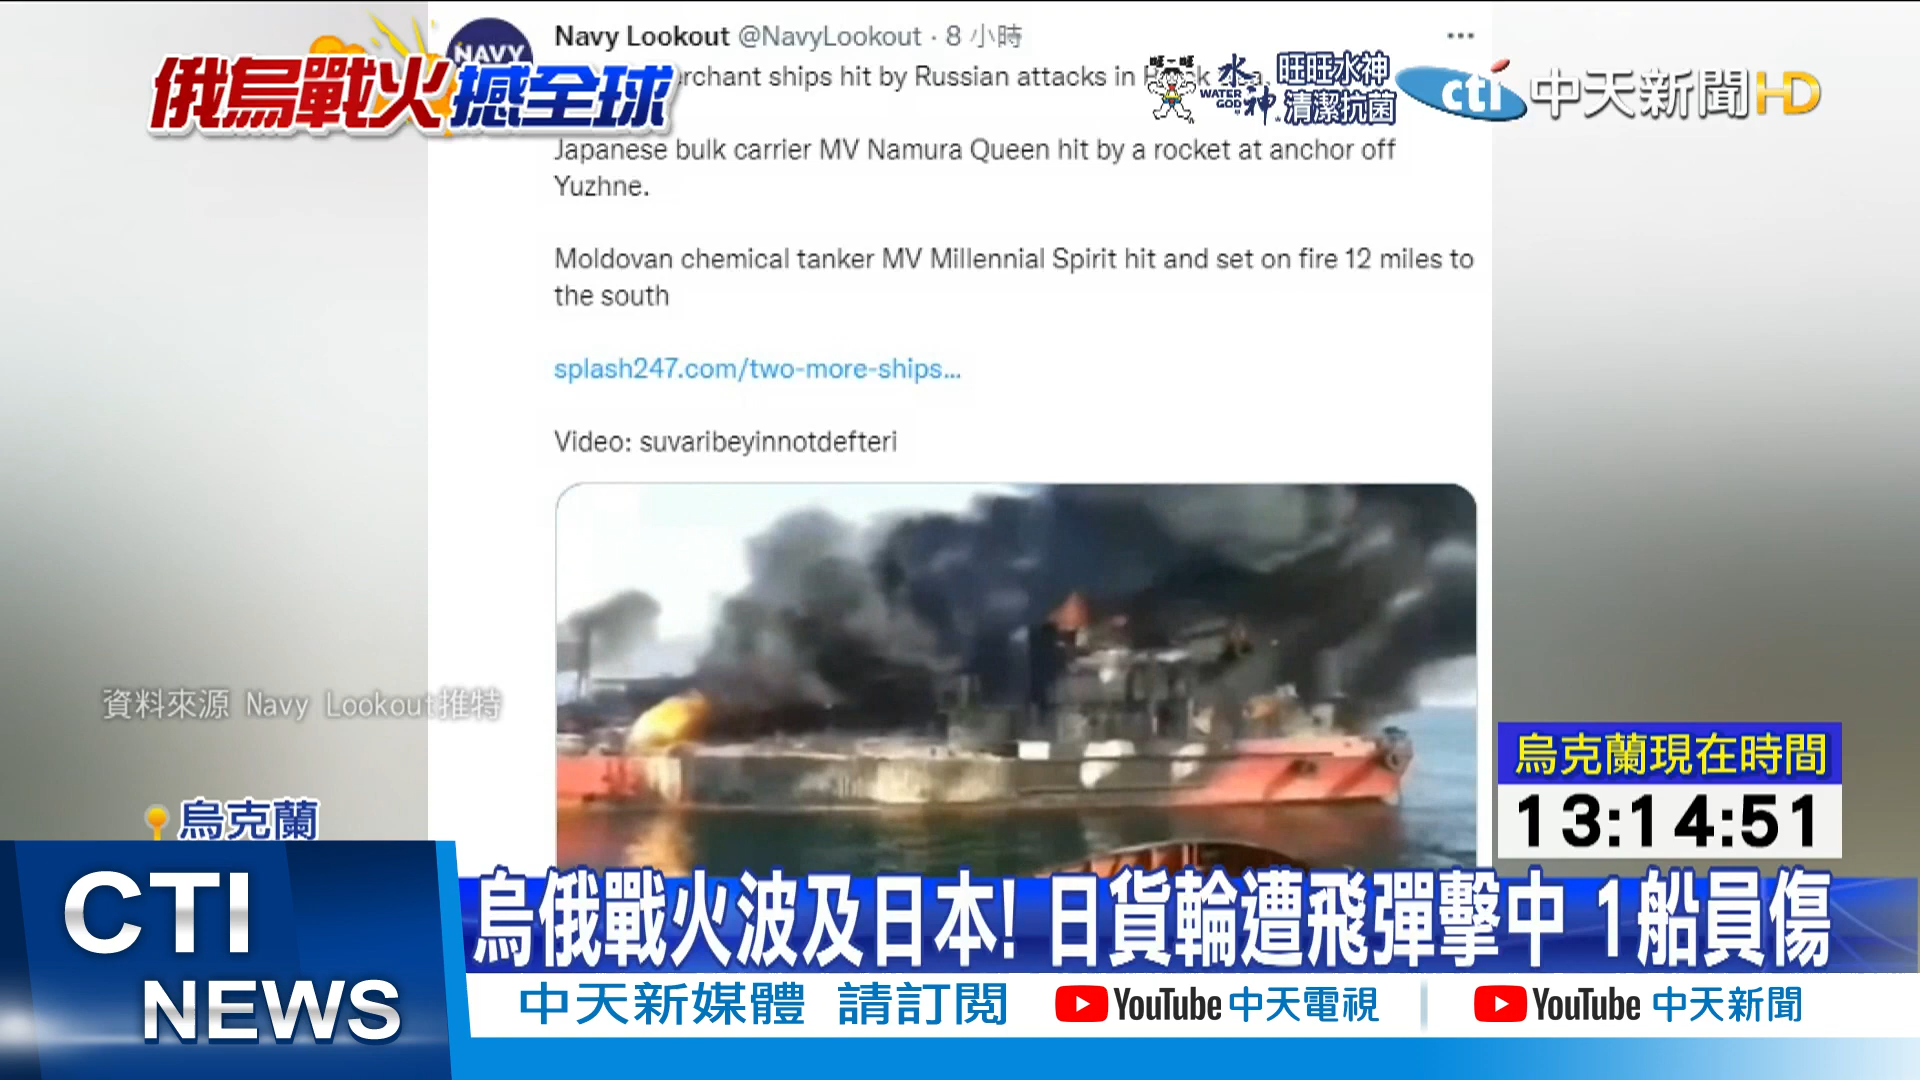 Navy Lookout @NavyLookout · 8 小時
NAVY
俄烏戰火撼全球
erchant ships hit by Russian attacks in
旺旺
水神
WATER GOD
旺旺水神
清潔抗菌
cti 中天新聞HD
Japanese bulk carrier MV Namura Queen hit by a rocket at anchor off
Yuzhne.
Moldovan chemical tanker MV Millennial Spirit hit and set on fire 12 miles to
the south
splash247.com/two-more-ships...
Video: suvaribeyinnotdefteri
資料來源 Navy Lookout推特
烏克蘭現在時間
13:14:51
烏克蘭
CTI
NEWS
烏俄戰火波及日本! 日貨輪遭飛彈擊中 1船員傷
中天新媒體 請訂閱 YouTube 中天電視 | YouTube 中天新聞